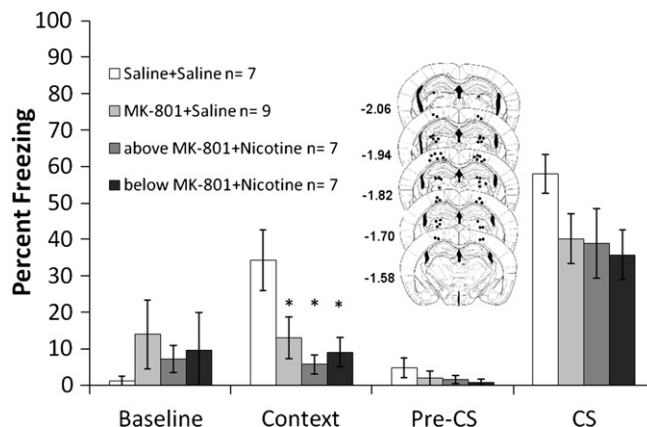 100
90
80
70
60
50
40
30
20
10
0
Percent Freezing
Saline+Saline n= 7
MK-801+Saline n= 9
above MK-801+Nicotine n= 7
below MK-801+Nicotine n= 7
-2.06
-1.94
-1.82
-1.70
-1.58
* * *
Baseline Context Pre-CS CS